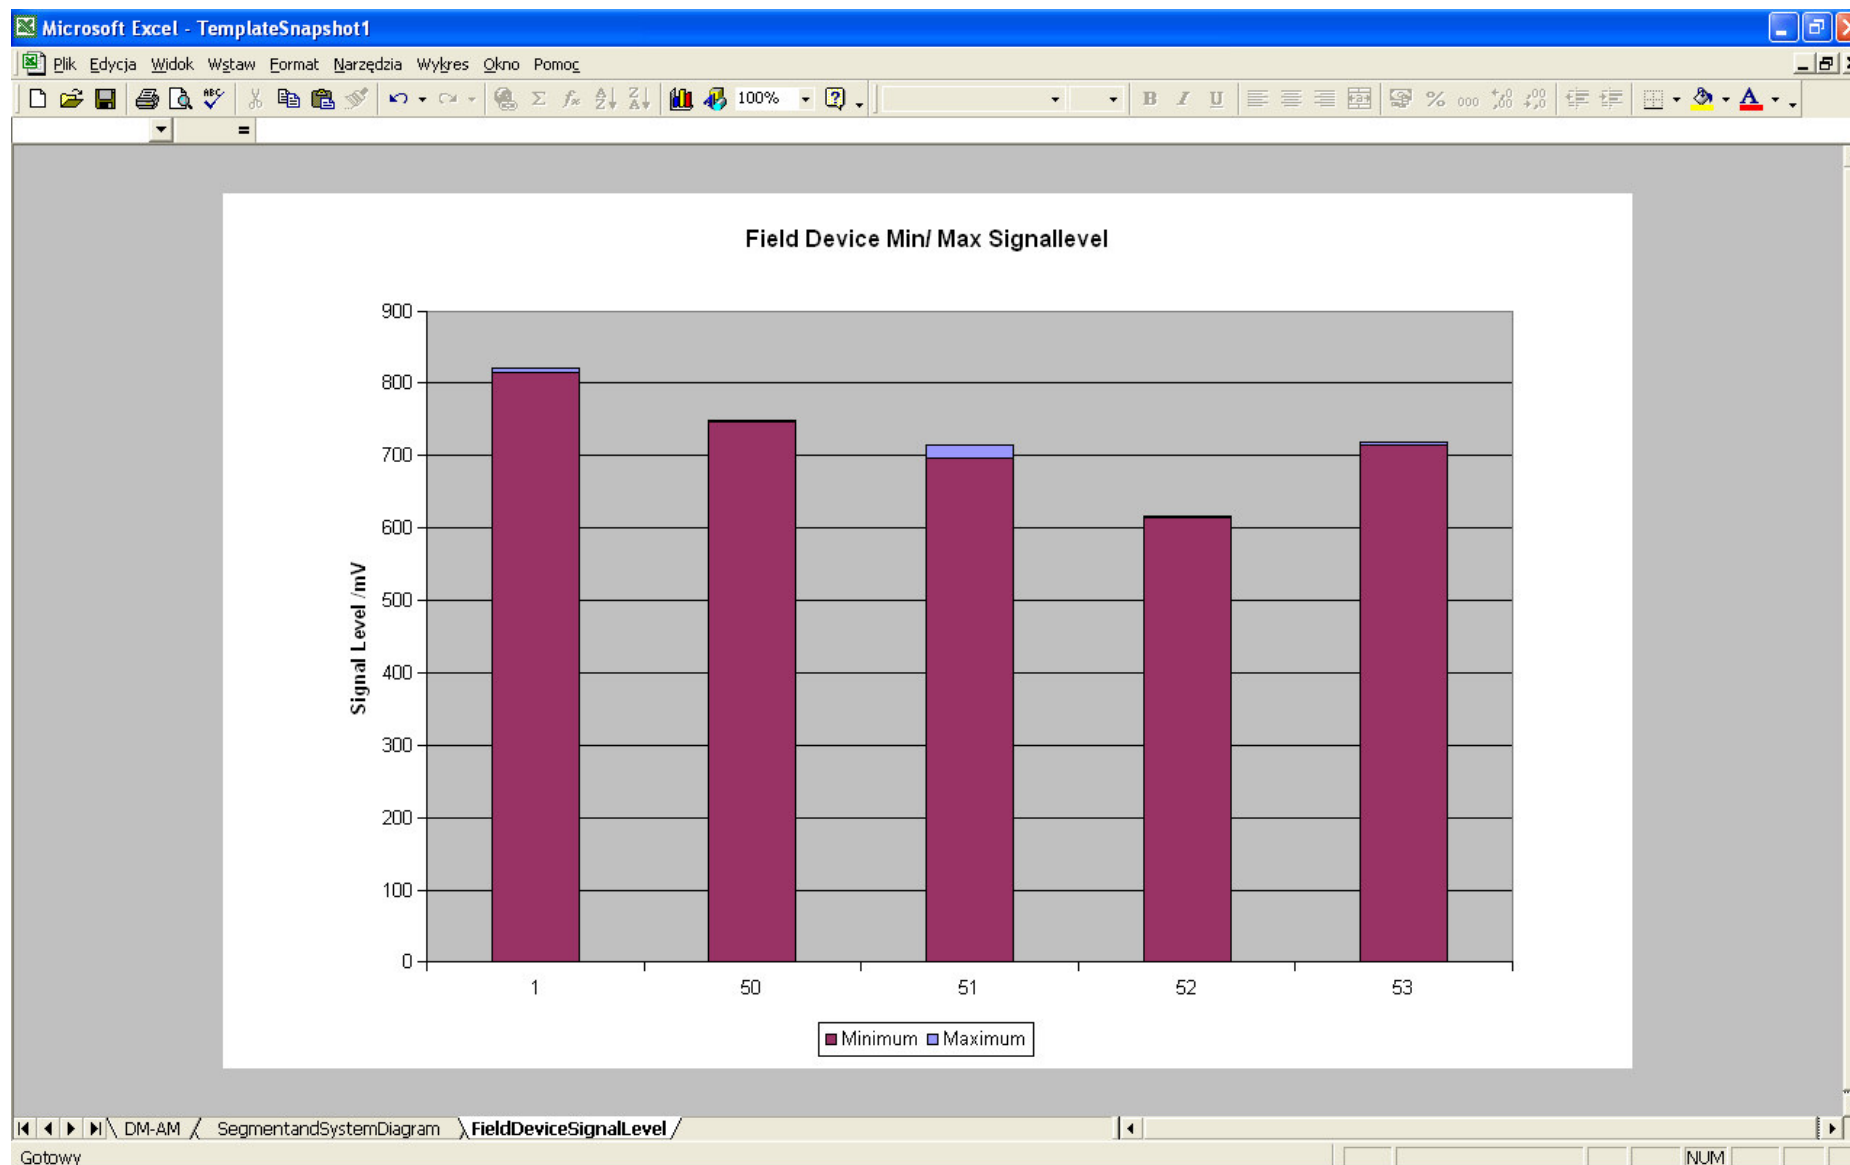 Microsoft Excel - TemplateSnapshot1
Plik Edycja Widok Wstaw Format Narzędzia Wykres Okno Pomoc
100%
=
Field Device Min/ Max Signallevel
Signal Level /mV
900
800
700
600
500
400
300
200
100
0
1 50 51 52 53
Minimum Maximum
DM-AM SegmentandSystemDiagram FieldDeviceSignalLevel
Gotowy NUM